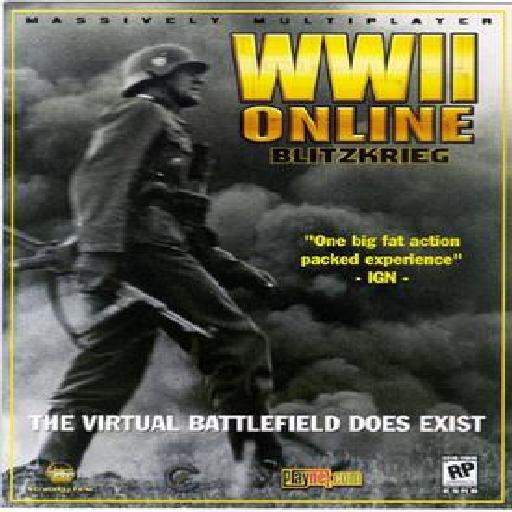 MASSIVELY MULTIPLAYER
WWII
ONLINE
BLITZKRIEG
"One big fat action
packed experience"
- IGN -
THE VIRTUAL BATTLEFIELD DOES EXIST
playnet.com
RP
ESRB